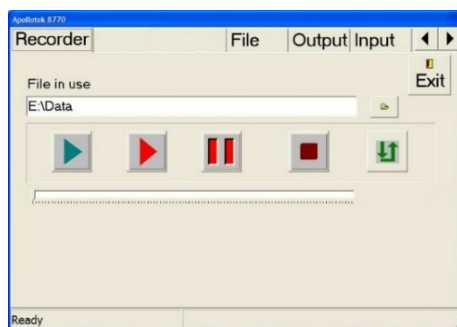 Apollotek 8770
Recorder File Output Input
Exit
File in use
E:\Data
Ready